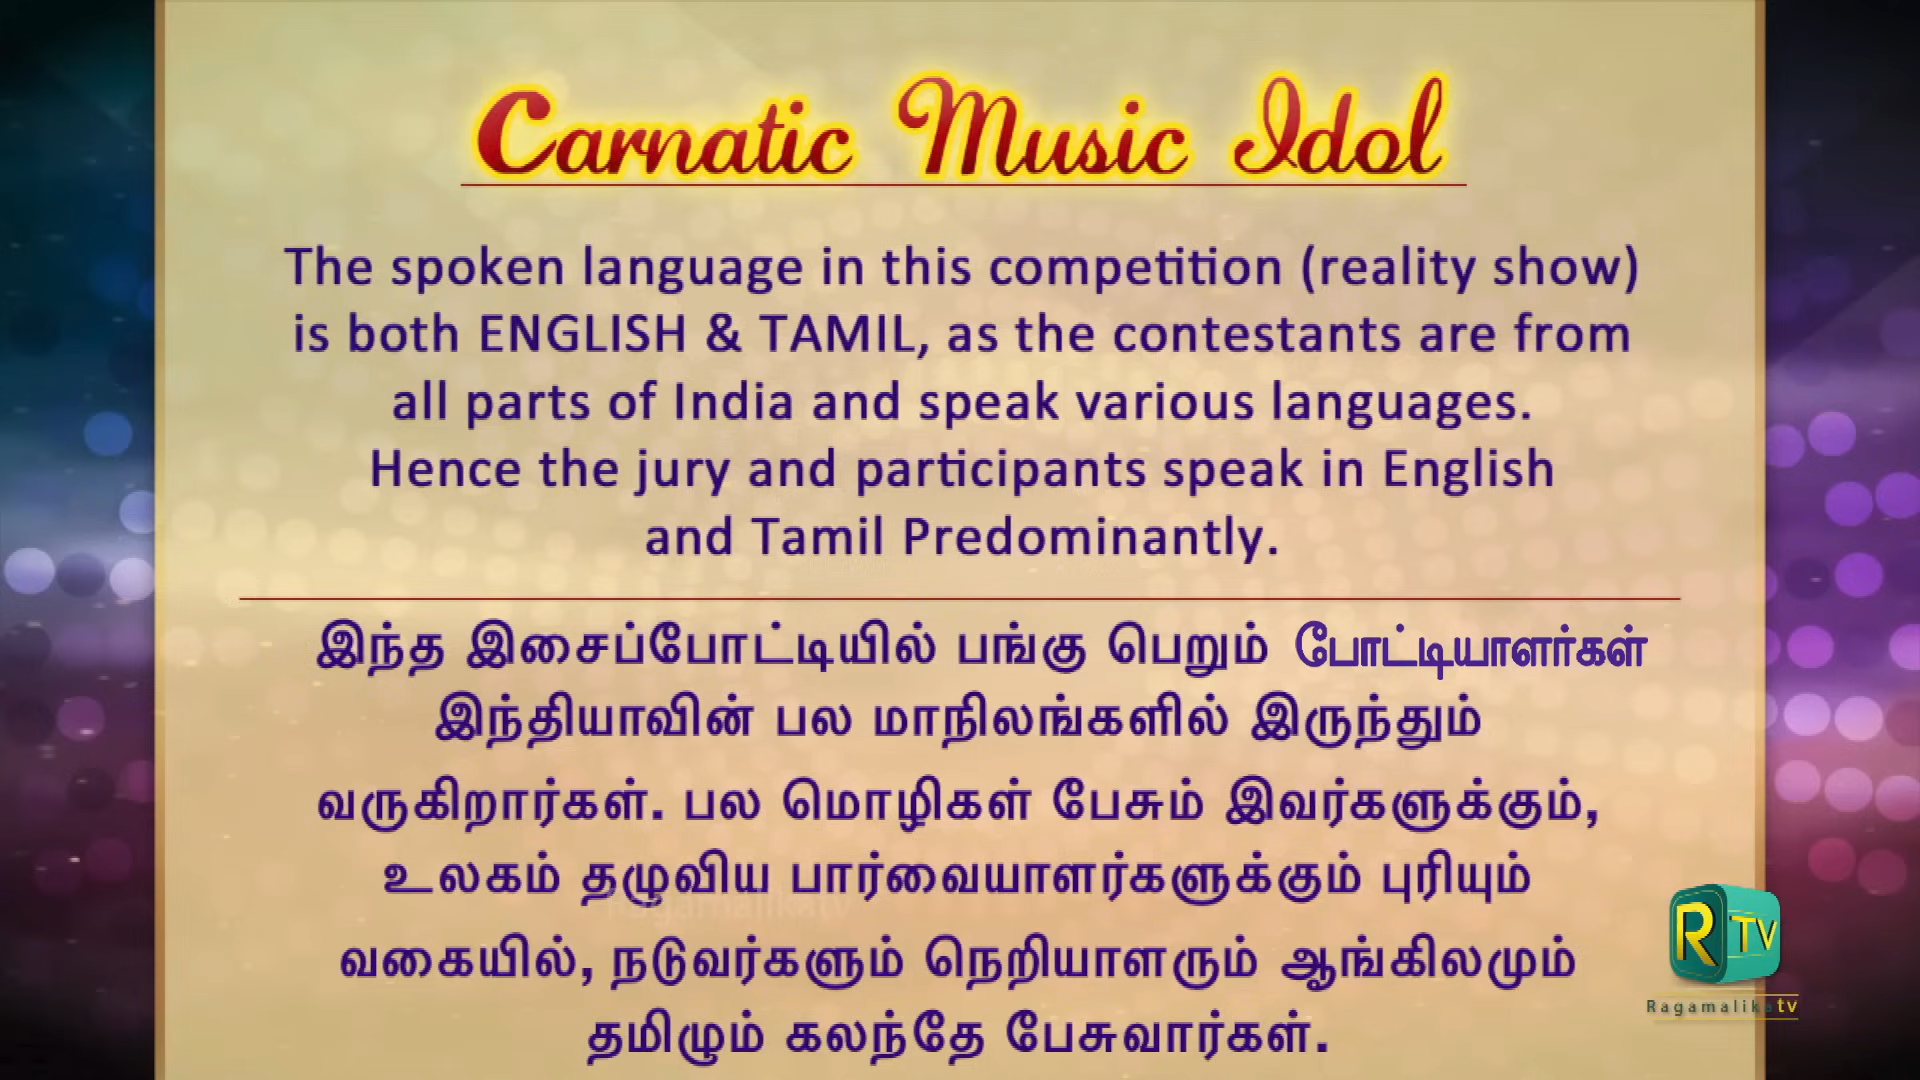 Carnatic Music Idol
The spoken language in this competition (reality show)
is both ENGLISH & TAMIL, as the contestants are from
all parts of India and speak various languages.
Hence the jury and participants speak in English
and Tamil Predominantly.
இந்த இசைப்போட்டியில் பங்கு பெறும் போட்டியாளர்கள்
இந்தியாவின் பல மாநிலங்களில் இருந்தும்
வருகிறார்கள். பல மொழிகள் பேசும் இவர்களுக்கும்,
உலகம் தழுவிய பார்வையாளர்களுக்கும் புரியும்
வகையில், நடுவர்களும் நெறியாளரும் ஆங்கிலமும்
தமிழும் கலந்தே பேசுவார்கள்.
Ragamalikatv
R TV
Ragamalikatv